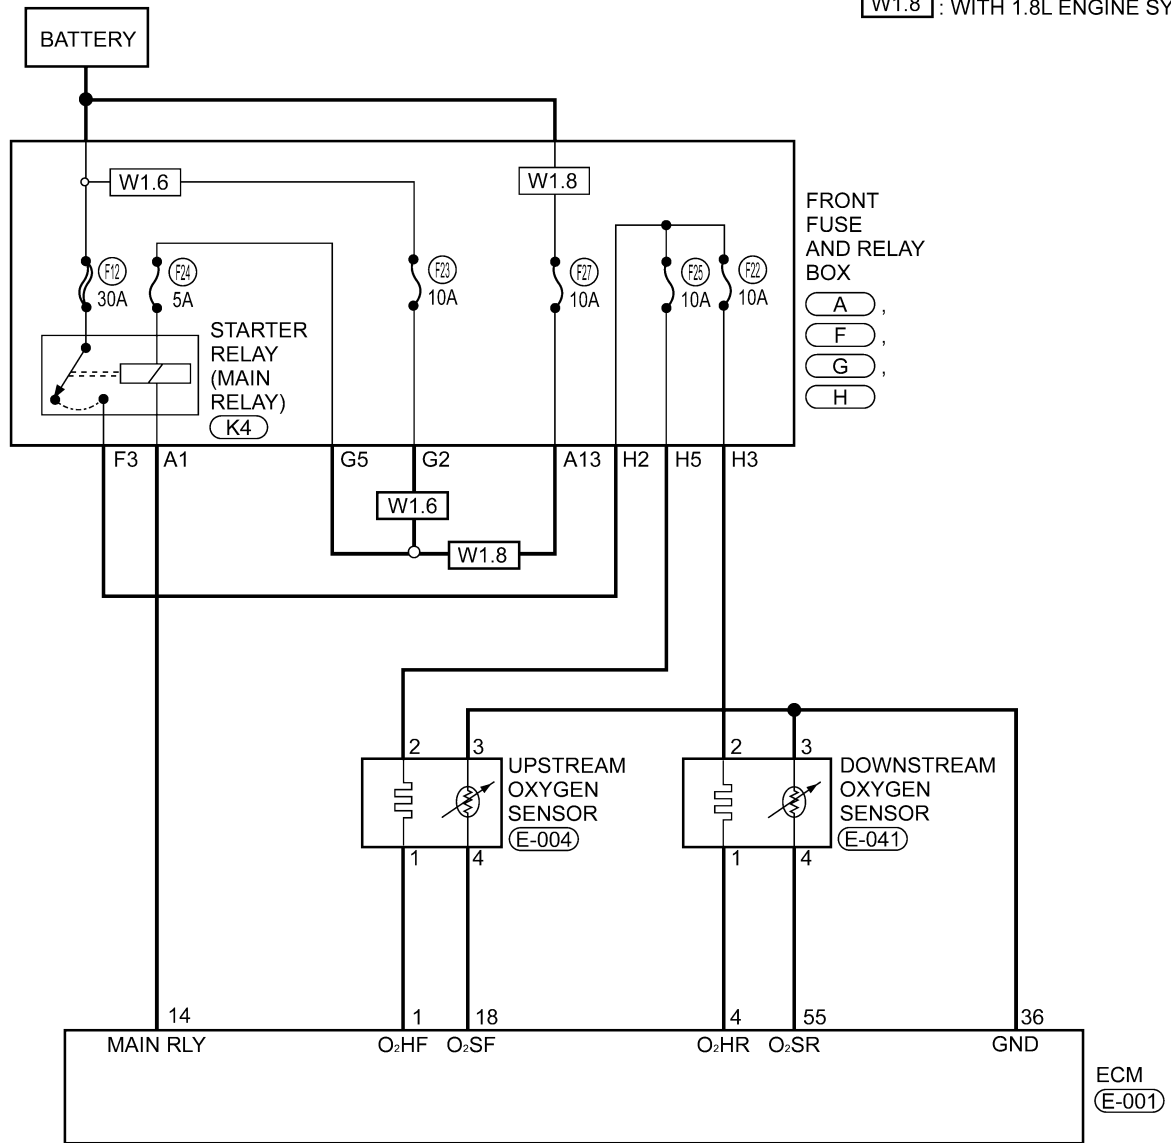 W1.8 : WITH 1.8L ENGINE SY
BATTERY
W1.6
W1.8
FRONT
FUSE
AND RELAY
BOX
A ,
F ,
G ,
H
F12
30A
F24
5A
F23
10A
F27
10A
F25
10A
F22
10A
STARTER
RELAY
(MAIN
RELAY)
K4
F3 A1 G5 G2 A13 H2 H5 H3
W1.6
W1.8
2 3
UPSTREAM
OXYGEN
SENSOR
E-004
1 4
2 3
DOWNSTREAM
OXYGEN
SENSOR
E-041
1 4
14 1 18 4 55 36
MAIN RLY O₂HF O₂SF O₂HR O₂SR GND
ECM
E-001